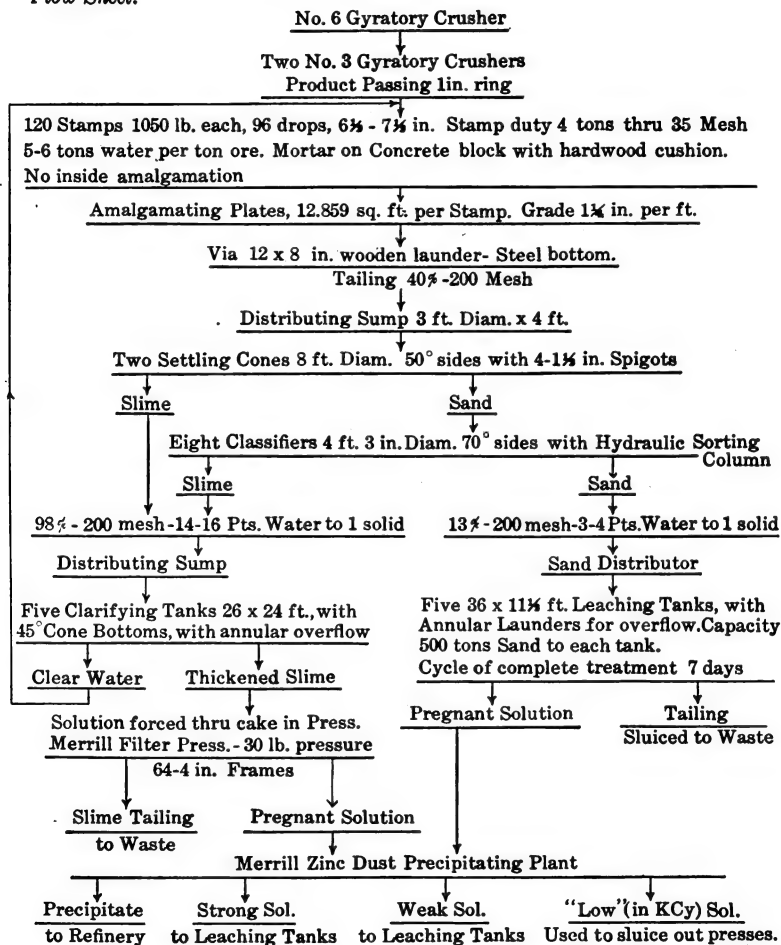 Flow Sheet.
No. 6 Gyratory Crusher
Two No. 3 Gyratory Crushers
Product Passing 1in. ring
120 Stamps 1050 lb. each, 96 drops, 6½ - 7½ in. Stamp duty 4 tons thru 35 Mesh
5-6 tons water per ton ore. Mortar on Concrete block with hardwood cushion.
No inside amalgamation
Amalgamating Plates, 12.859 sq. ft. per Stamp. Grade in. per ft.
Via 12 x 8 in. wooden launder- Steel bottom.
Tailing 40%-200 Mesh
Distributing Sump 3 ft. Diam. x 4 ft.
Two Settling Cones 8 ft. Diam. 50° sides with 4-1½ in. Spigots
Slime Sand
Eight Classifiers 4 ft. 3 in. Diam. 70° sides with Hydraulic Sorting
Column
Slime Sand
98% - 200 mesh -14-16 Pts. Water to 1 solid 13%-200 mesh-3-4 Pts. Water to 1 solid
Distributing Sump Sand Distributor
Five Clarifying Tanks 26 x 24 ft., with
45° Cone Bottoms, with annular overflow
Five 36 x 11½ ft. Leaching Tanks, with
Annular Launders for overflow. Capacity
500 tons Sand to each tank.
Cycle of complete treatment 7 days
Clear Water Thickened Slime
Pregnant Solution Tailing
Sluiced to Waste
Solution forced thru cake in Press.
Merrill Filter Press. - 30 lb. pressure
64-4 in. Frames
Slime Tailing Pregnant Solution
to Waste
Merrill Zinc Dust Precipitating Plant
Precipitate Strong Sol. Weak Sol. "Low" (in KCy) Sol.
to Refinery to Leaching Tanks to Leaching Tanks Used to sluice out presses.